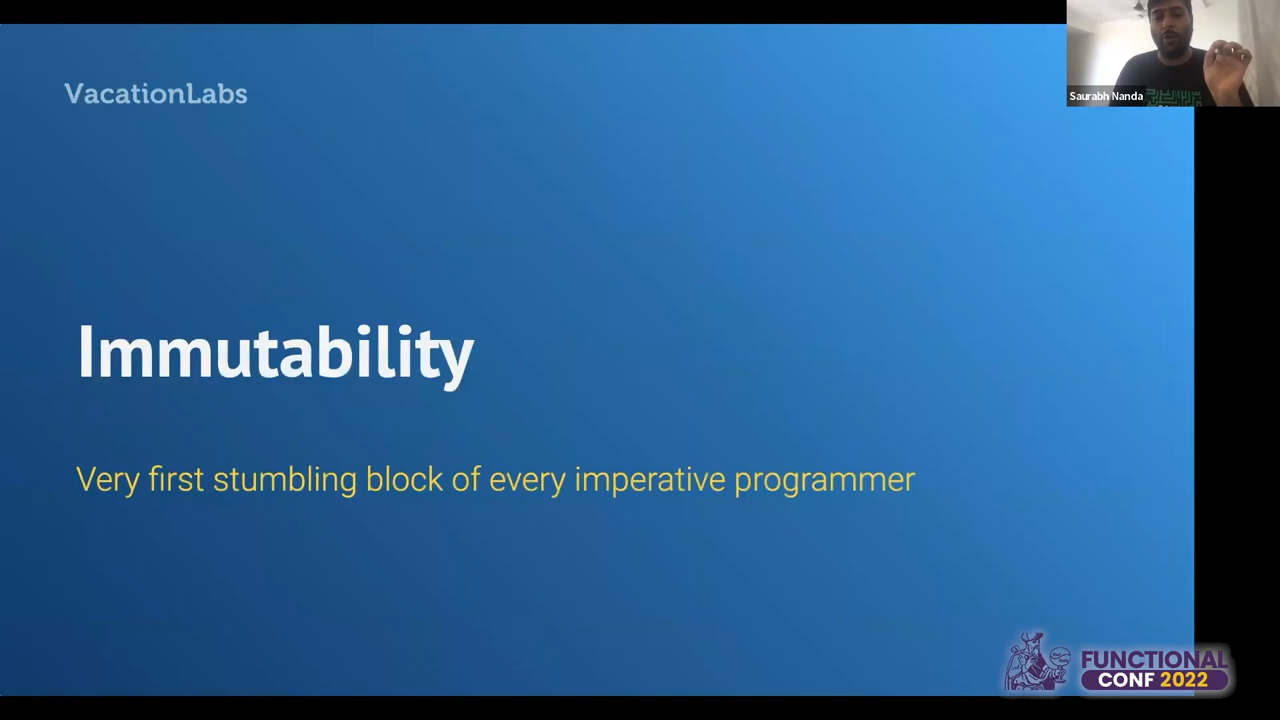 VacationLabs
Saurabh Nanda
Immutability
Very first stumbling block of every imperative programmer
FUNCTIONAL
CONF 2022